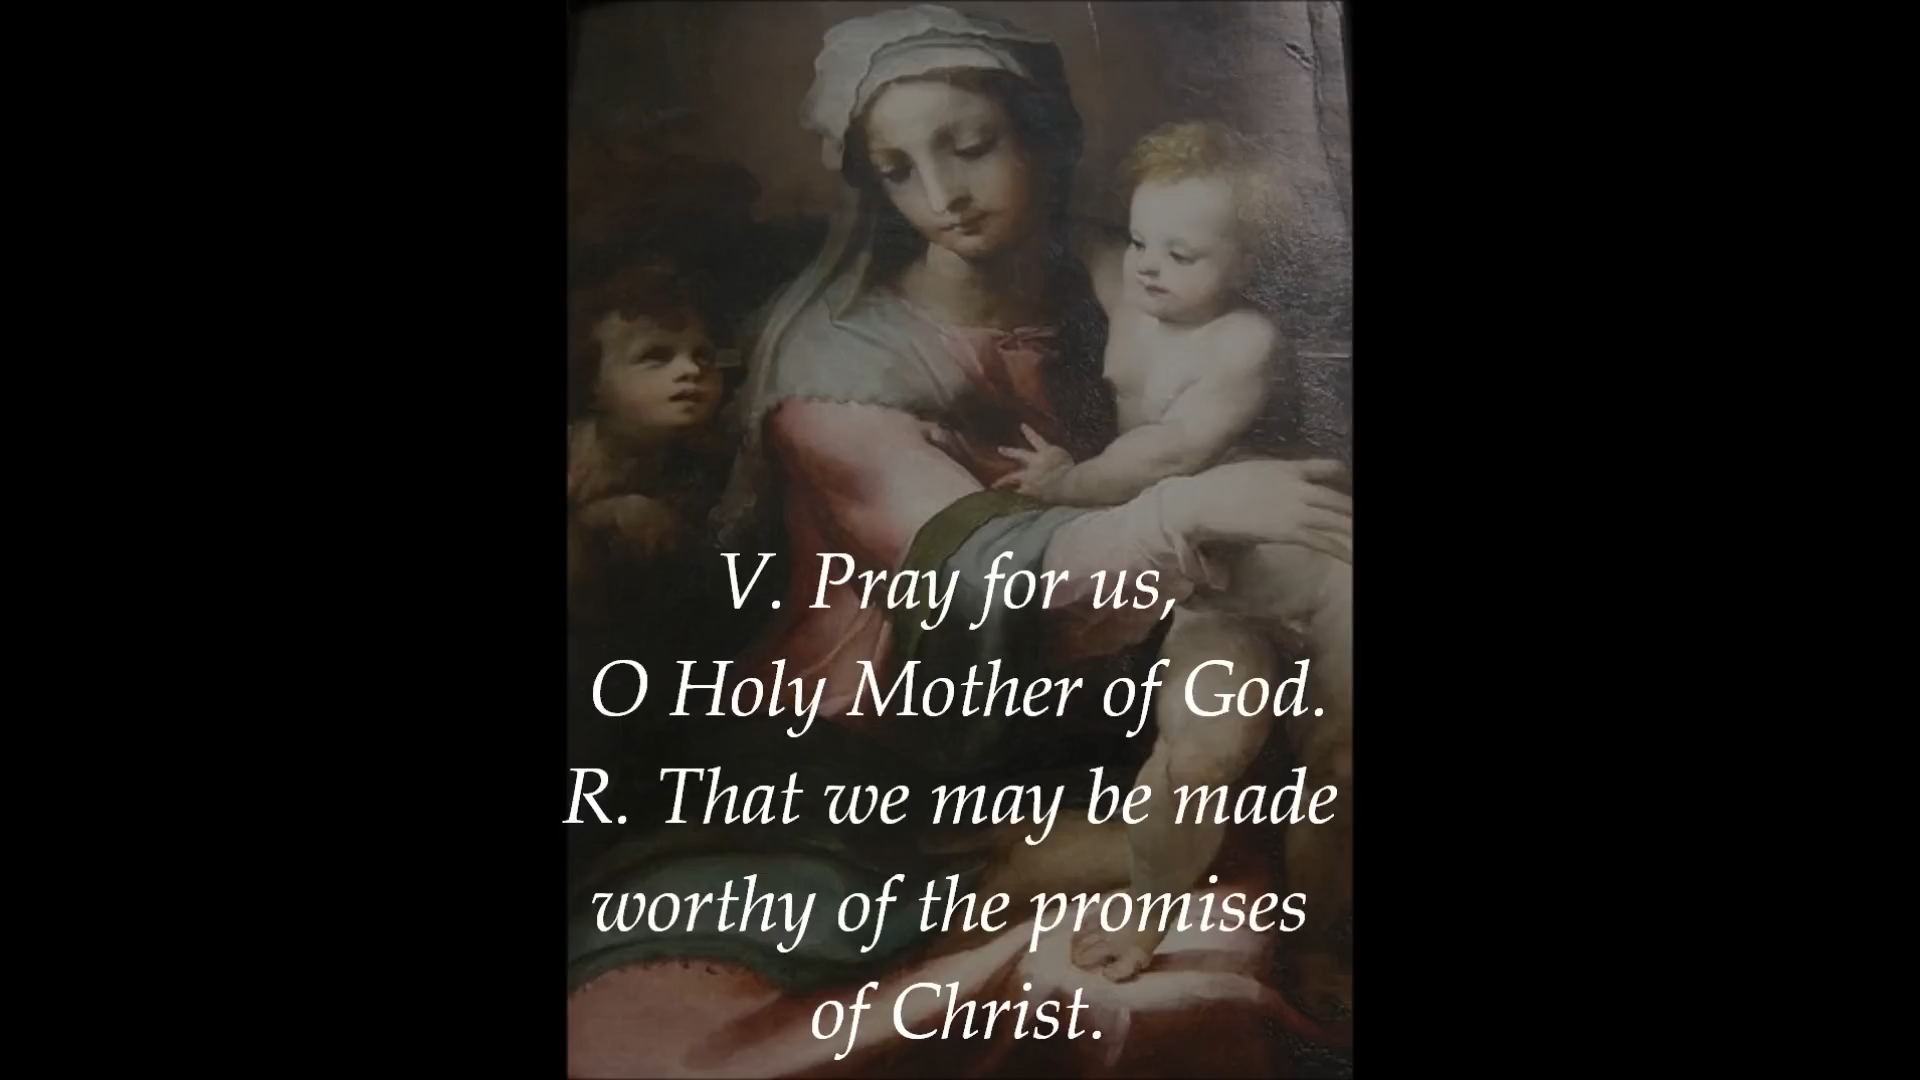 V. Pray for us,
O Holy Mother of God.
R. That we may be made
worthy of the promises
of Christ.